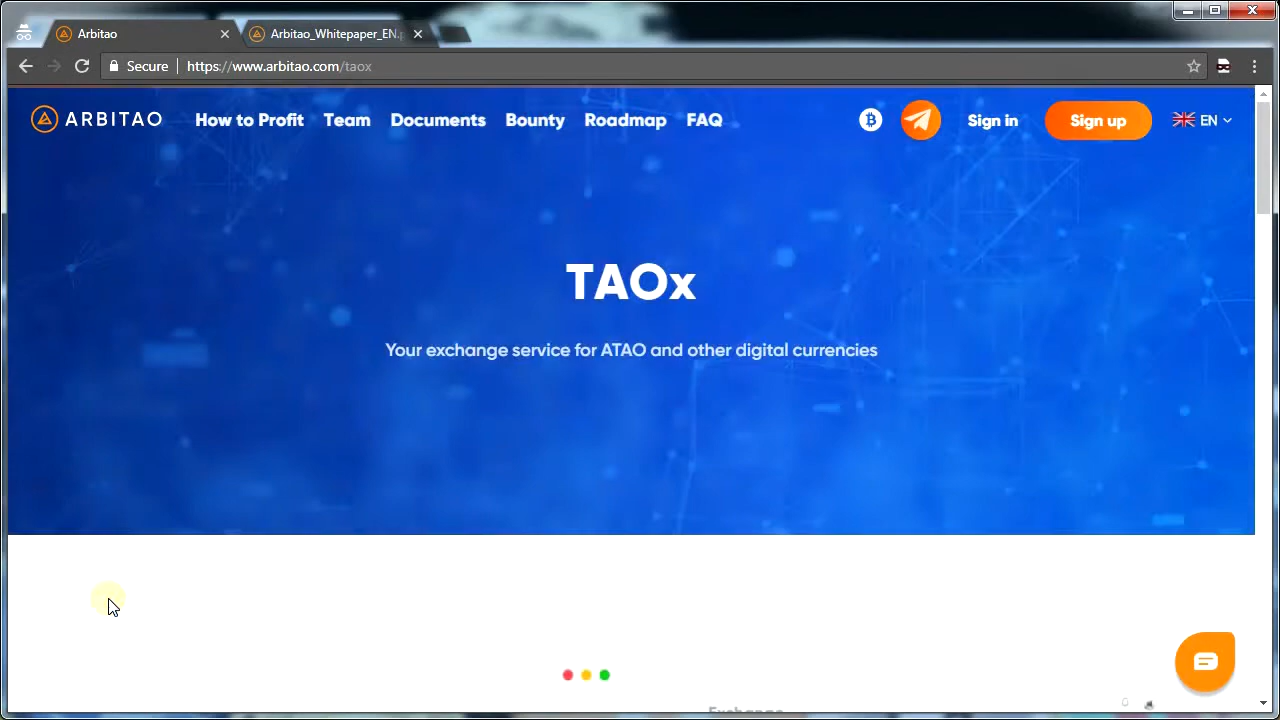 Arbitao
Arbitao_Whitepaper_EN.p
Secure
https://www.arbitao.com/taox
ARBITAO
How to Profit
Team
Documents
Bounty
Roadmap
FAQ
Sign in
Sign up
EN
TAOx
Your exchange service for ATAO and other digital currencies
Exchange